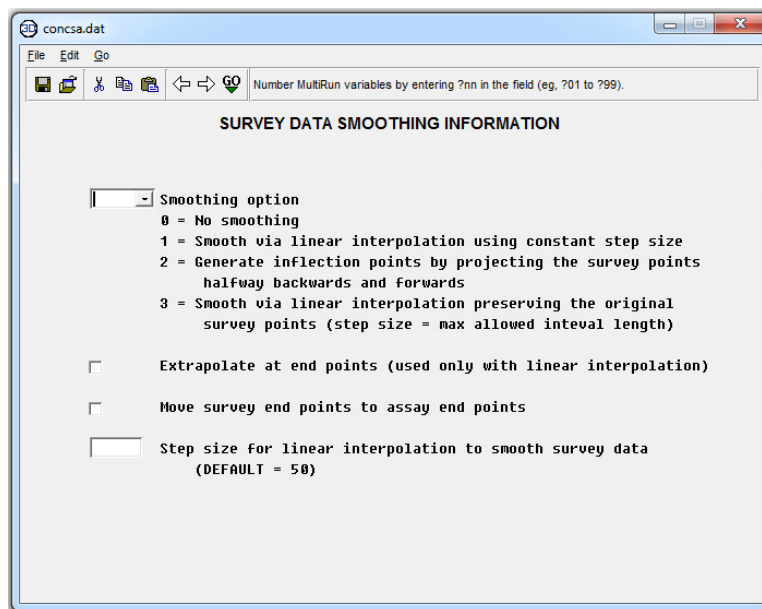 3D concsa.dat
File Edit Go
GO Number MultiRun variables by entering ?nn in the field (eg, ?01 to ?99).
SURVEY DATA SMOOTHING INFORMATION
Smoothing option
0 = No smoothing
1 = Smooth via linear interpolation using constant step size
2 = Generate inflection points by projecting the survey points
halfway backwards and forwards
3 = Smooth via linear interpolation preserving the original
survey points (step size = max allowed inteval length)
Extrapolate at end points (used only with linear interpolation)
Move survey end points to assay end points
Step size for linear interpolation to smooth survey data
(DEFAULT = 50)